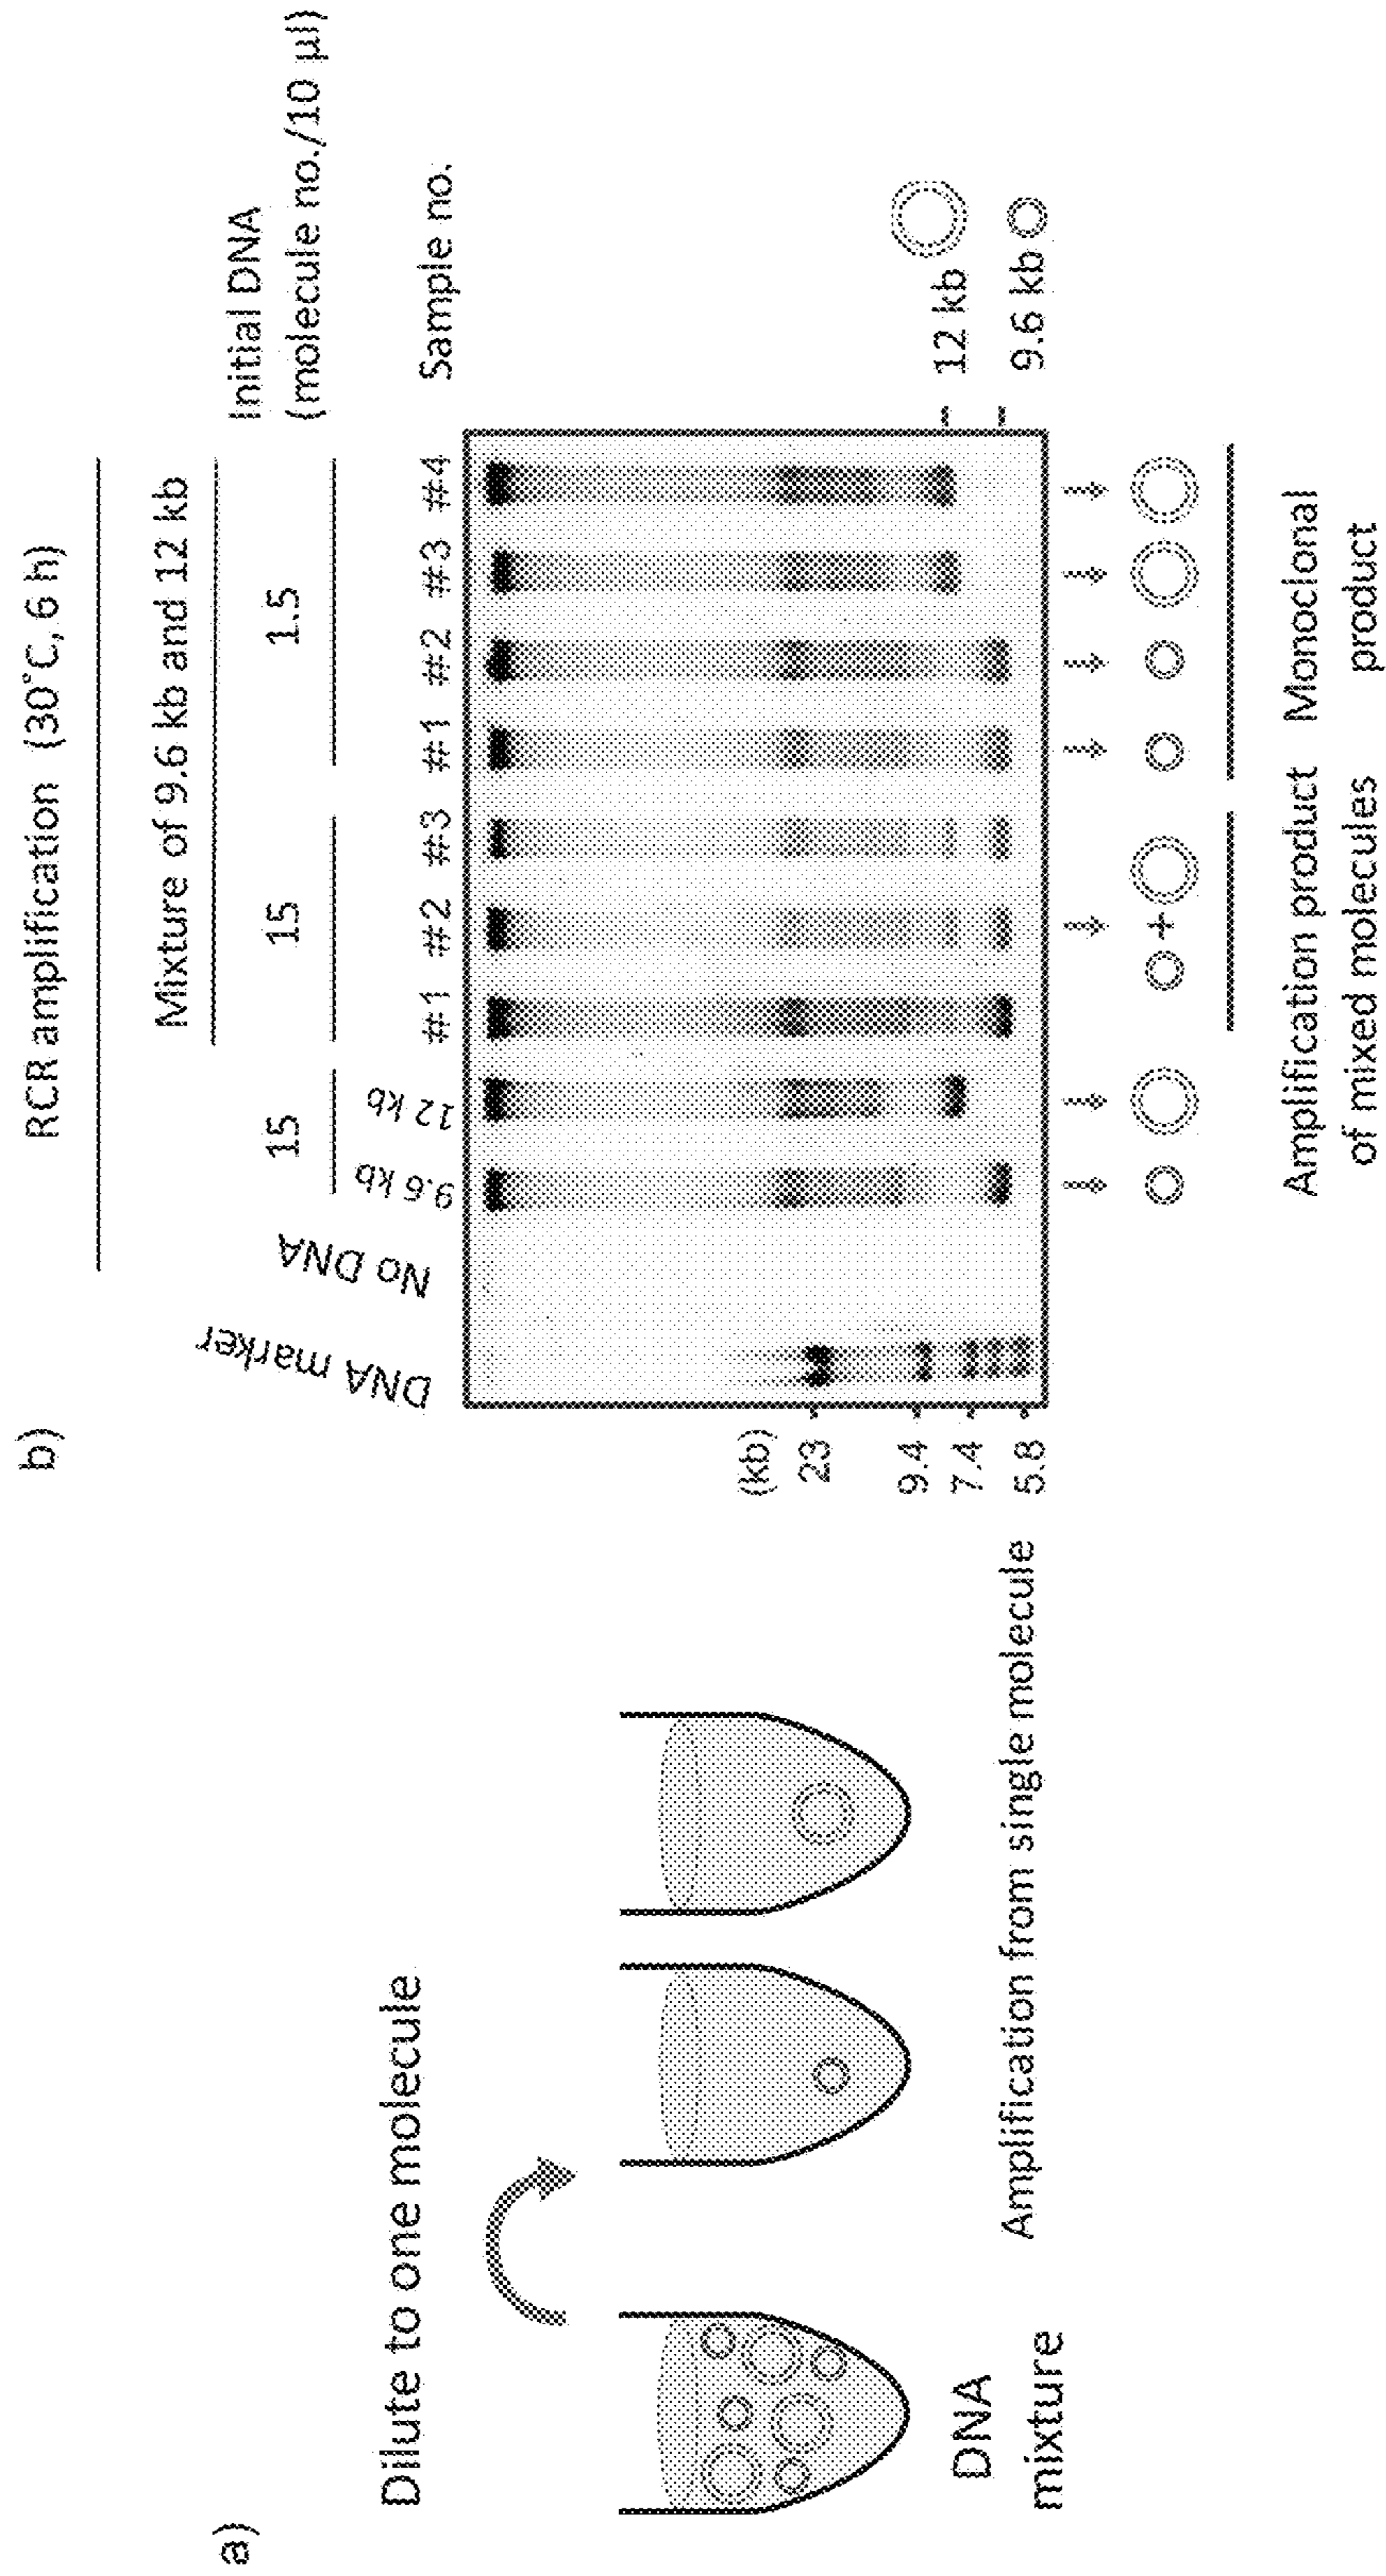 a)
Dilute to one molecule
DNA
mixture
Amplification from single molecule
b)
RCR amplification (30°C, 6 h)
Mixture of 9.6 kb and 12 kb
15
15
1.5
Initial DNA
(molecule no./10 µl)
DNA marker
No DNA
9.6 kb
12 kb
#1
#2
#3
#1
#2
#3
#4
Sample no.
(kb)
23
9.4
7.4
5.8
12 kb
9.6 kb
+
Amplification product
of mixed molecules
Monoclonal
product